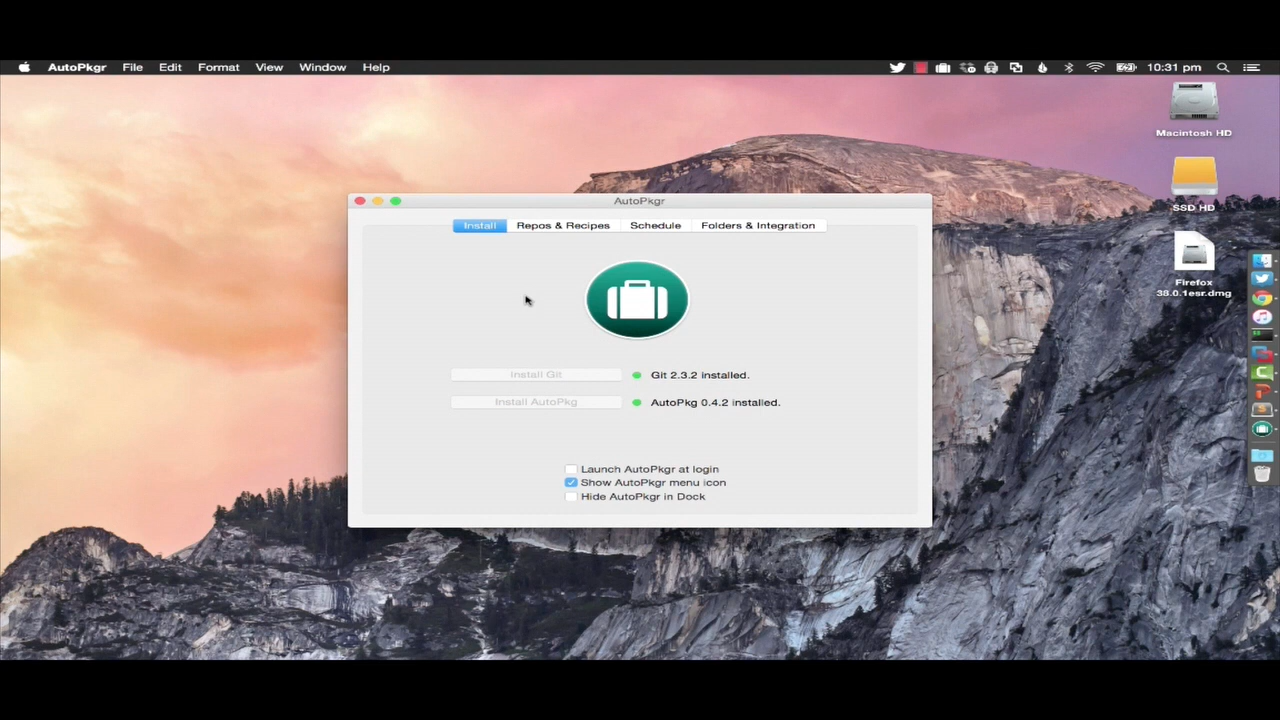 AutoPkgr File Edit Format View Window Help 10:31 pm
Macintosh HD
SSD HD
Firefox
38.0.1esr.dmg
AutoPkgr
Install Repos & Recipes Schedule Folders & Integration
Install Git Git 2.3.2 installed.
Install AutoPkg AutoPkg 0.4.2 installed.
Launch AutoPkgr at login
Show AutoPkgr menu icon
Hide AutoPkgr in Dock